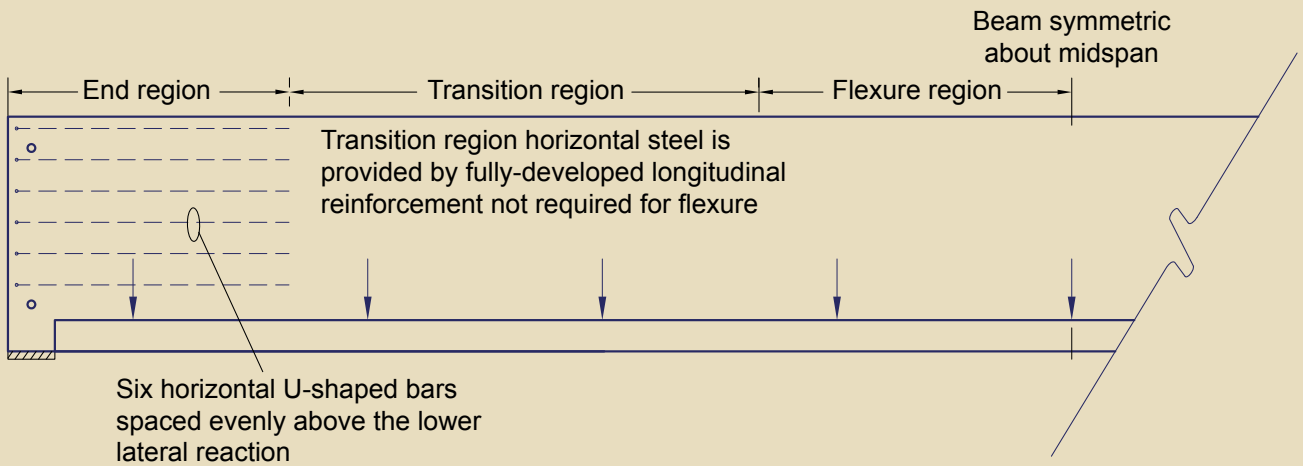 Beam symmetric
about midspan
End region
Transition region
Flexure region
Transition region horizontal steel is
provided by fully-developed longitudinal
reinforcement not required for flexure
Six horizontal U-shaped bars
spaced evenly above the lower
lateral reaction